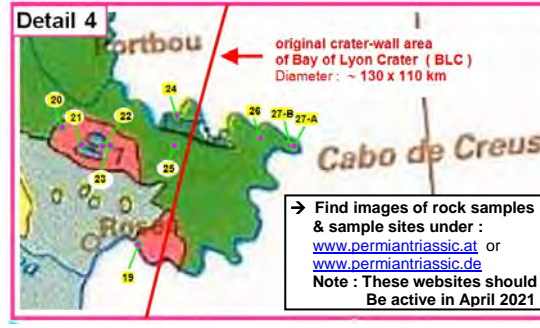 Detail 4
Portbou
original crater-wall area
of Bay of Lyon Crater ( BLC )
Diameter : ~ 130 x 110 km
24
20
21
22
26
27-B
27-A
Cabo de Creus
23
25
→ Find images of rock samples
& sample sites under :
www.permiantriassic.at or
www.permiantriassic.de
Note : These websites should
Be active in April 2021
19